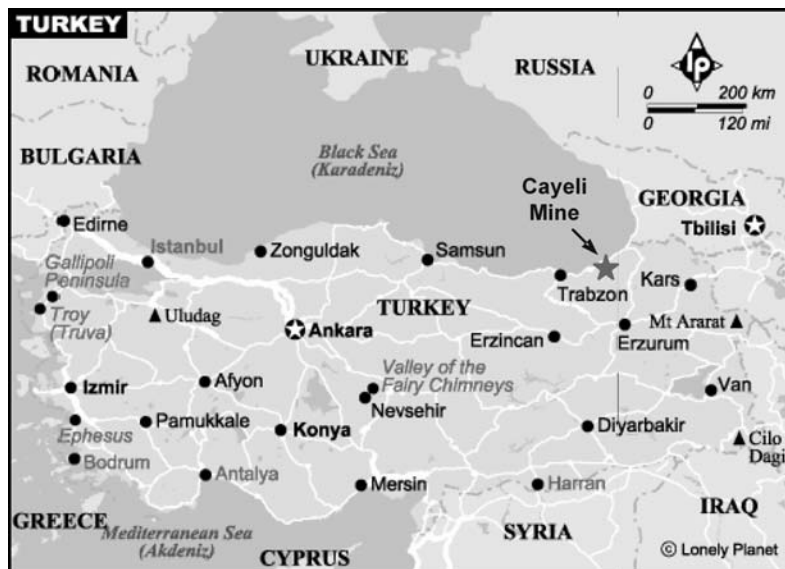 TURKEY
ROMANIA
UKRAINE
RUSSIA
lp
0 200 km
0 120 mi
BULGARIA
Black Sea
(Karadeniz)
Cayeli
Mine
GEORGIA
Tbilisi
Edirne
Istanbul
Zonguldak
Samsun
Trabzon
Kars
Gallipoli
Peninsula
Troy
(Truva)
Uludag
TURKEY
Ankara
Erzincan
Erzurum
Mt Ararat
Valley of the
Fairy Chimneys
Nevsehir
Izmir
Afyon
Van
Ephesus
Pamukkale
Konya
Diyarbakir
Cilo
Dagi
Bodrum
Antalya
Mersin
Harran
GREECE
Mediterranean Sea
(Akdeniz)
CYPRUS
SYRIA
IRAQ
© Lonely Planet